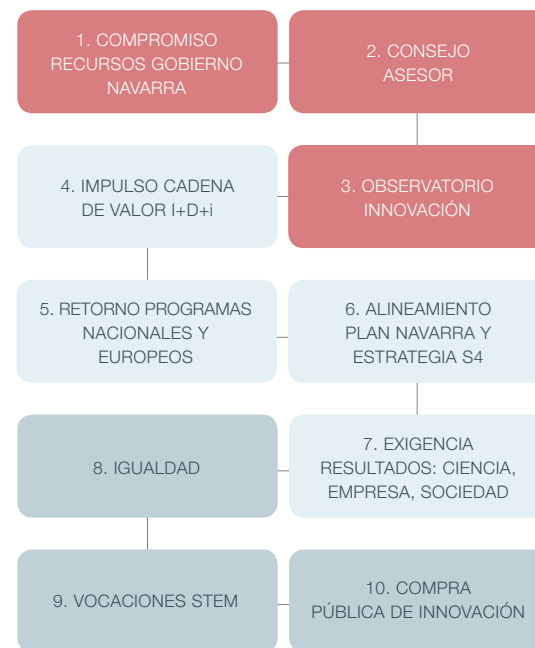 1. COMPROMISO
RECURSOS GOBIERNO
NAVARRA
2. CONSEJO
ASESOR
3. OBSERVATORIO
INNOVACIÓN
4. IMPULSO CADENA
DE VALOR I+D+i
5. RETORNO PROGRAMAS
NACIONALES Y
EUROPEOS
6. ALINEAMIENTO
PLAN NAVARRA Y
ESTRATEGIA S4
7. EXIGENCIA
RESULTADOS: CIENCIA,
EMPRESA, SOCIEDAD
8. IGUALDAD
9. VOCACIONES STEM
10. COMPRA
PÚBLICA DE INNOVACIÓN